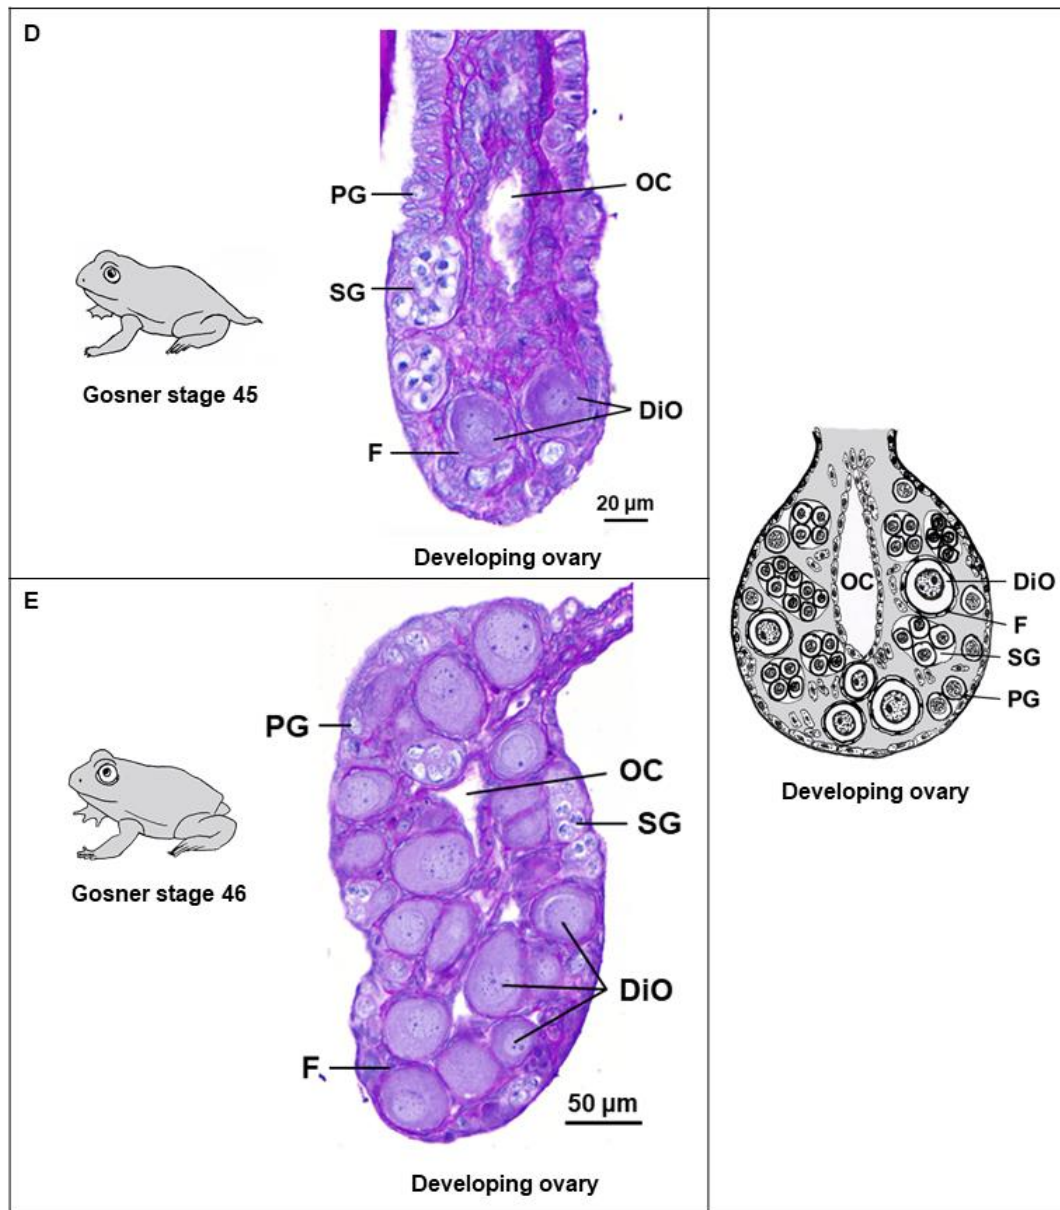 D
PG
OC
SG
Gosner stage 45
DiO
F
20 µm
Developing ovary
E
PG
OC
SG
Gosner stage 46
DiO
F
50 µm
Developing ovary
OC
DiO
F
SG
PG
Developing ovary